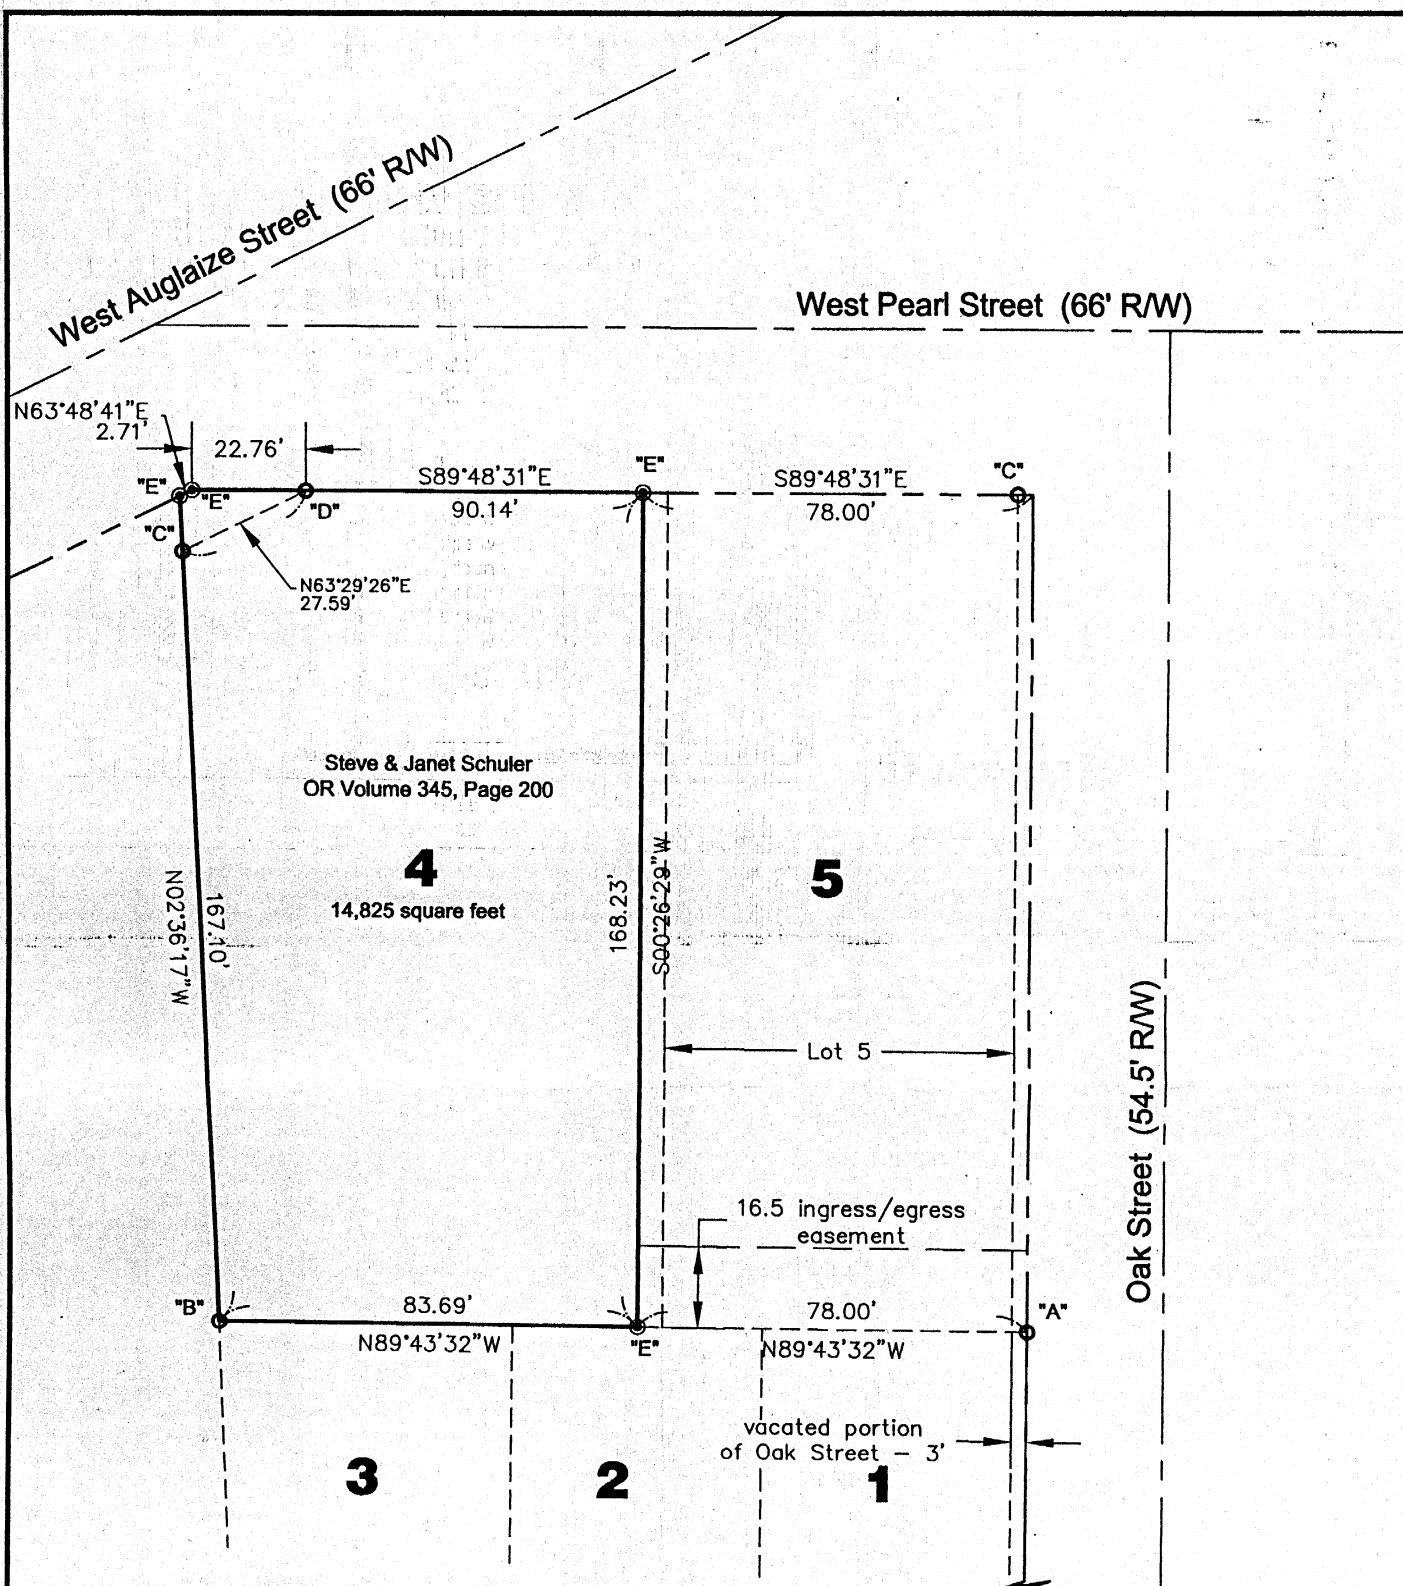 West Auglaize Street (66' R/W)
West Pearl Street (66' R/W)
N63°48'41"E
2.71'
22.76'
S89°48'31"E
90.14'
"E"
S89°48'31"E
78.00'
"C"
"E"
"E"
"D"
"C"
N63°29'26"E
27.59'
Steve & Janet Schuler
OR Volume 345, Page 200
4
14,825 square feet
5
N02°36'17"W
167.10'
168.23'
S00°26'29"W
Lot 5
Oak Street (54.5' R/W)
16.5 ingress/egress
easement
"B"
83.69'
N89°43'32"W
"E"
78.00'
N89°43'32"W
"A"
vacated portion
of Oak Street – 3'
3
2
1